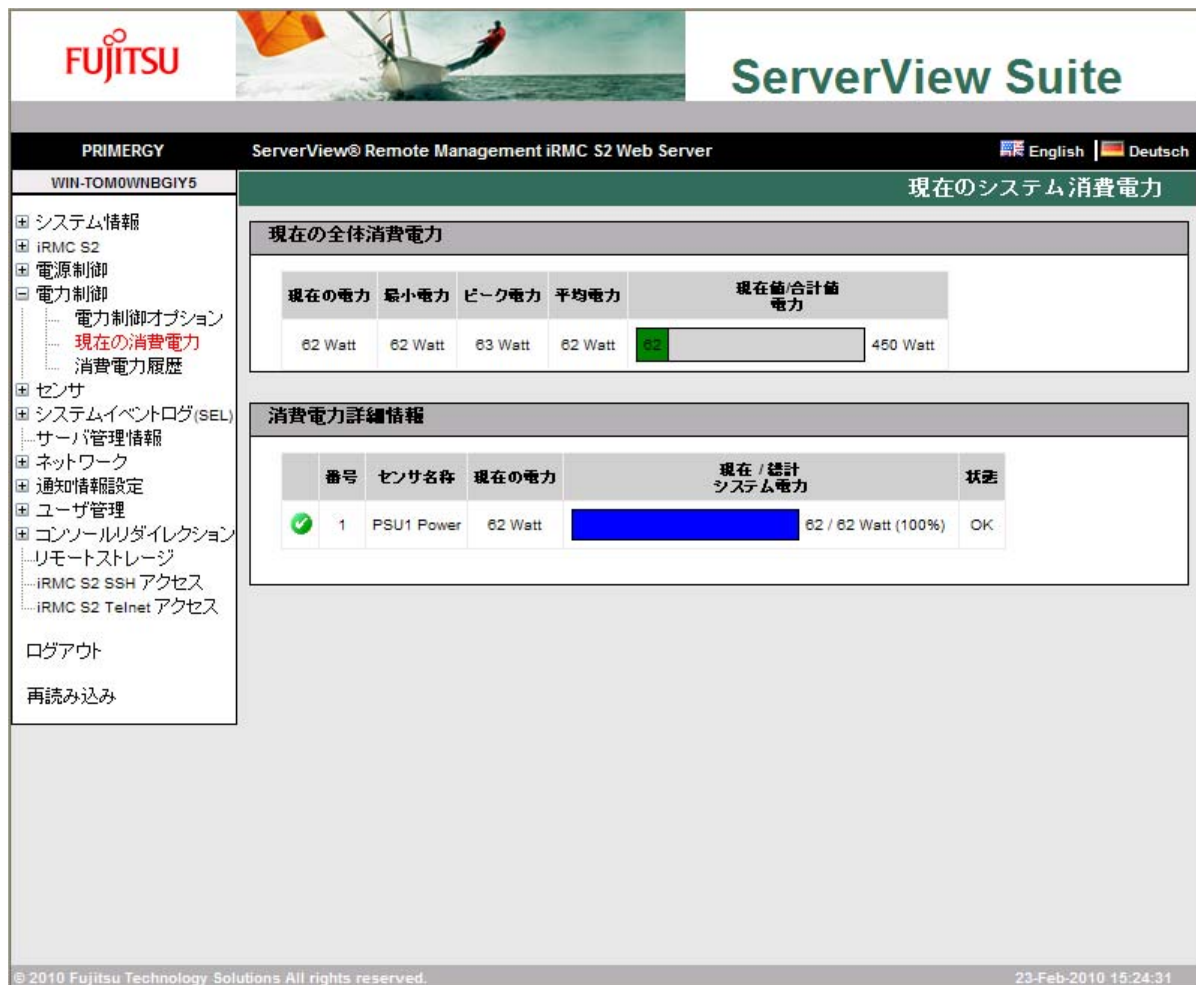 FUJITSU
ServerView Suite
PRIMERGY
ServerView® Remote Management iRMC S2 Web Server
English
Deutsch
WIN-TOM0WNBGIY5
現在のシステム消費電力
システム情報
iRMC S2
電源制御
電力制御
電力制御オプション
現在の消費電力
消費電力履歴
センサ
システムイベントログ(SEL)
サーバ管理情報
ネットワーク
通知情報設定
ユーザ管理
コンソールリダイレクション
リモートストレージ
iRMC S2 SSH アクセス
iRMC S2 Telnet アクセス
ログアウト
再読み込み
現在の全体消費電力
現在の電力 最小電力 ピーク電力 平均電力 現在値/合計値
電力
62 Watt 62 Watt 63 Watt 62 Watt 62 450 Watt
消費電力詳細情報
番号 センサ名称 現在の電力 現在 / 総計 状態
システム電力
1 PSU1 Power 62 Watt 62 / 62 Watt (100%) OK
© 2010 Fujitsu Technology Solutions All rights reserved.
23-Feb-2010 15:24:31